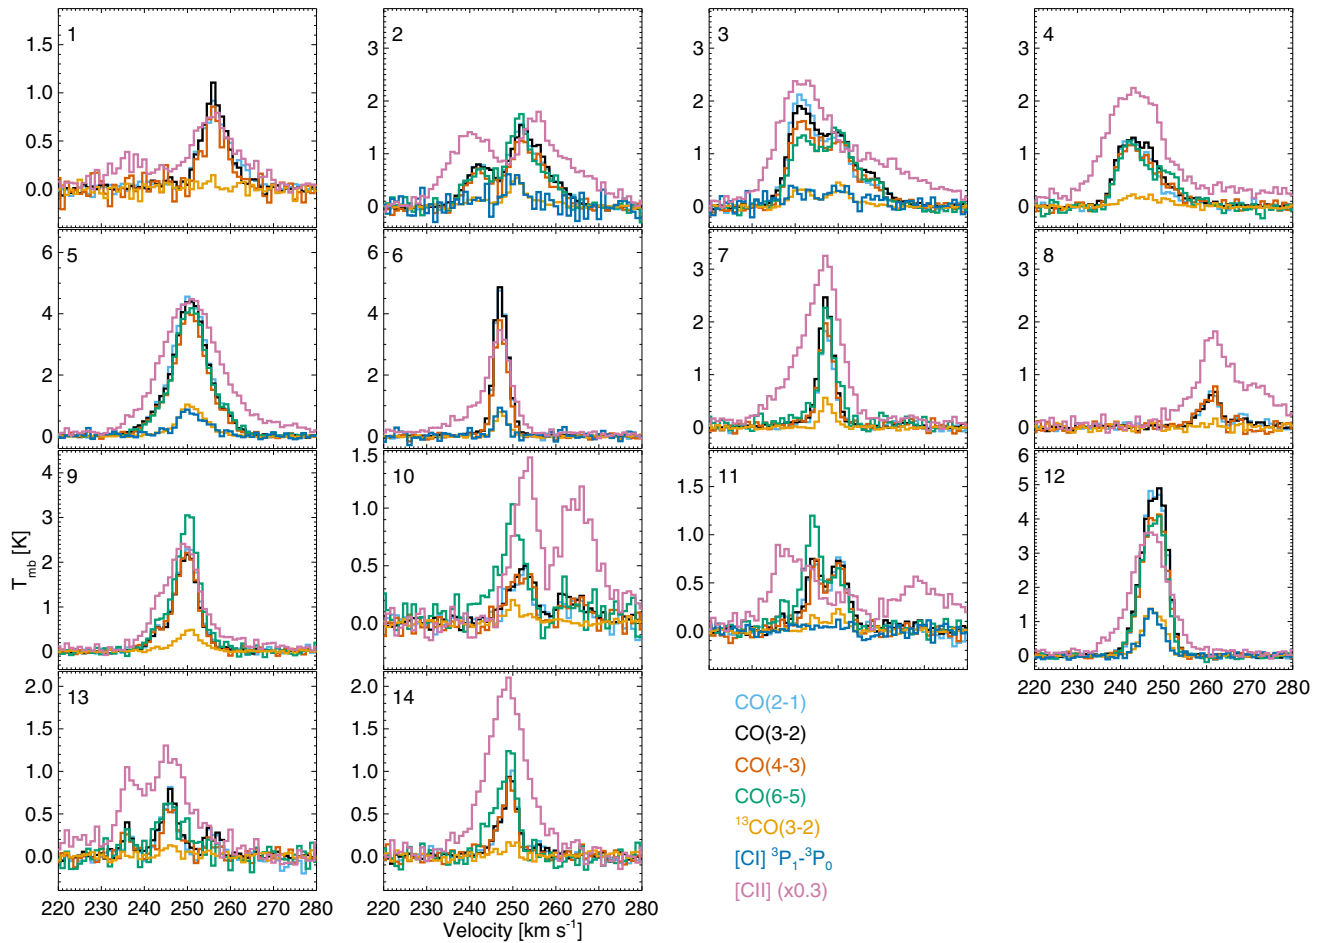 1 2 3 4
1.5 3 3 3
1.0 2 2 2
0.5 1 1 1
0.0 0 0 0
5 6 7 8
6 6 3 3
4 4 2 2
2 2 1 1
0 0 0 0
9 10 11 12
4 1.5 1.5 6
3 1.0 1.0 5
2 0.5 0.5 4
1 0.0 0.0 3
0 2
1
0
T_mb [K]
220 230 240 250 260 270 280
13 14
2.0 2.0
1.5 1.5
1.0 1.0
0.5 0.5
0.0 0.0
220 230 240 250 260 270 280 220 230 240 250 260 270 280
Velocity [km s⁻¹]
CO(2-1)
CO(3-2)
CO(4-3)
CO(6-5)
¹³CO(3-2)
[CI] ³P₁-³P₀
[CII] (x0.3)